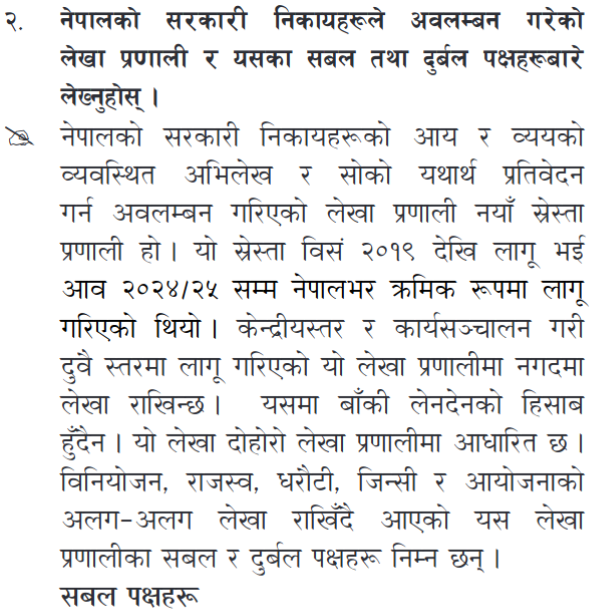 २. नेपालको सरकारी निकायहरूले अवलम्बन गरेको
लेखा प्रणाली र यसका सबल तथा दुर्बल पक्षहरूबारे
लेख्नुहोस् ।
नेपालको सरकारी निकायहरूको आय र व्ययको
व्यवस्थित अभिलेख र सोको यथार्थ प्रतिवेदन
गर्न अवलम्बन गरिएको लेखा प्रणाली नयाँ स्रेस्ता
प्रणाली हो । यो स्रेस्ता विसं २०१९ देखि लागू भई
आव २०२४/२५ सम्म नेपालभर क्रमिक रूपमा लागू
गरिएको थियो । केन्द्रीयस्तर र कार्यसञ्चालन गरी
दुवै स्तरमा लागू गरिएको यो लेखा प्रणालीमा नगदमा
लेखा राखिन्छ । यसमा बाँकी लेनदेनको हिसाब
हुँदैन । यो लेखा दोहोरो लेखा प्रणालीमा आधारित छ ।
विनियोजन, राजस्व, धरौटी, जिन्सी र आयोजनाको
अलग-अलग लेखा राखिँदै आएको यस लेखा
प्रणालीका सबल र दुर्बल पक्षहरू निम्न छन् ।
सबल पक्षहरू